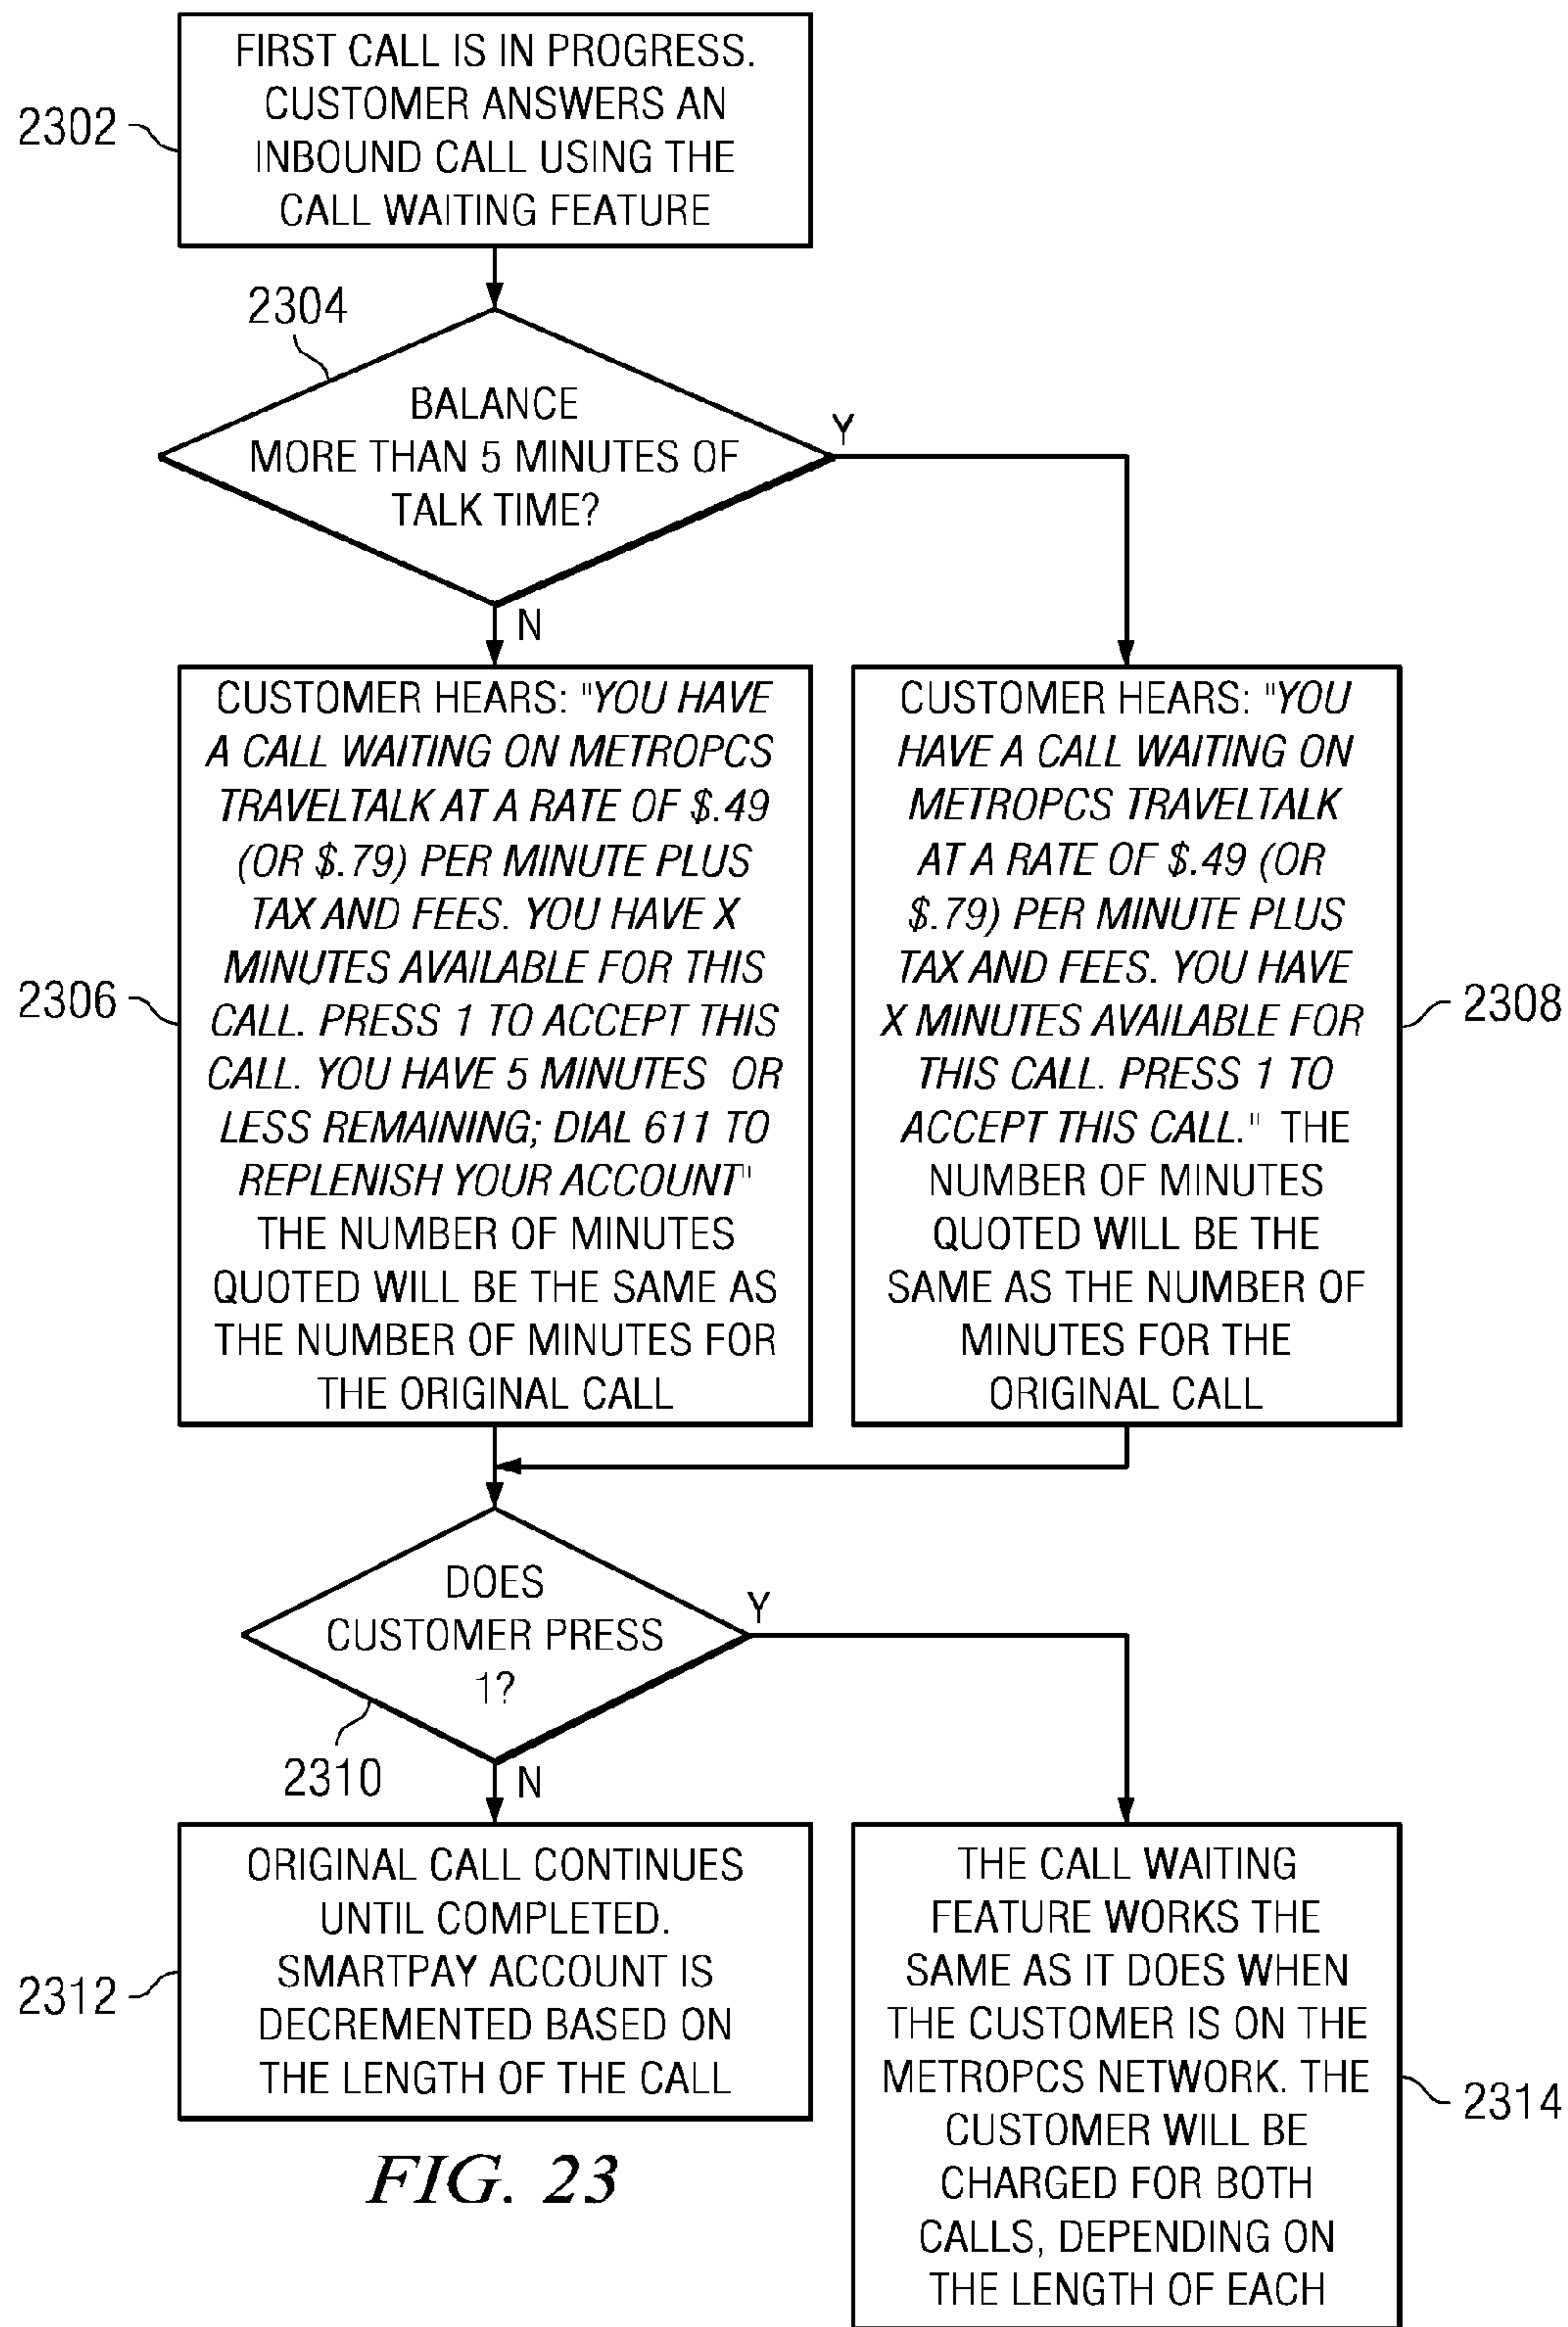 FIRST CALL IS IN PROGRESS.
CUSTOMER ANSWERS AN
INBOUND CALL USING THE
CALL WAITING FEATURE
2302
2304
BALANCE
MORE THAN 5 MINUTES OF
TALK TIME?
Y
N
CUSTOMER HEARS: "YOU HAVE
A CALL WAITING ON METROPCS
TRAVELTALK AT A RATE OF $.49
(OR $.79) PER MINUTE PLUS
TAX AND FEES. YOU HAVE X
MINUTES AVAILABLE FOR THIS
CALL. PRESS 1 TO ACCEPT THIS
CALL. YOU HAVE 5 MINUTES OR
LESS REMAINING; DIAL 611 TO
REPLENISH YOUR ACCOUNT"
THE NUMBER OF MINUTES
QUOTED WILL BE THE SAME AS
THE NUMBER OF MINUTES FOR
THE ORIGINAL CALL
2306
CUSTOMER HEARS: "YOU
HAVE A CALL WAITING ON
METROPCS TRAVELTALK
AT A RATE OF $.49 (OR
$.79) PER MINUTE PLUS
TAX AND FEES. YOU HAVE
X MINUTES AVAILABLE FOR
THIS CALL. PRESS 1 TO
ACCEPT THIS CALL." THE
NUMBER OF MINUTES
QUOTED WILL BE THE
SAME AS THE NUMBER OF
MINUTES FOR THE
ORIGINAL CALL
2308
DOES
CUSTOMER PRESS
1?
Y
2310
N
ORIGINAL CALL CONTINUES
UNTIL COMPLETED.
SMARTPAY ACCOUNT IS
DECREMENTED BASED ON
THE LENGTH OF THE CALL
2312
THE CALL WAITING
FEATURE WORKS THE
SAME AS IT DOES WHEN
THE CUSTOMER IS ON THE
METROPCS NETWORK. THE
CUSTOMER WILL BE
CHARGED FOR BOTH
CALLS, DEPENDING ON
THE LENGTH OF EACH
2314
FIG. 23